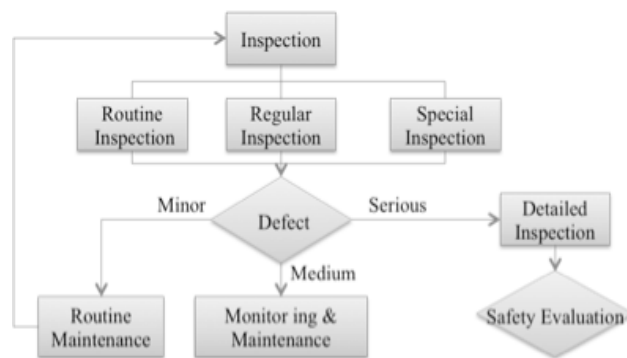 Inspection
Routine
Inspection
Regular
Inspection
Special
Inspection
Minor
Defect
Serious
Detailed
Inspection
Medium
Routine
Maintenance
Monitor ing &
Maintenance
Safety Evaluation